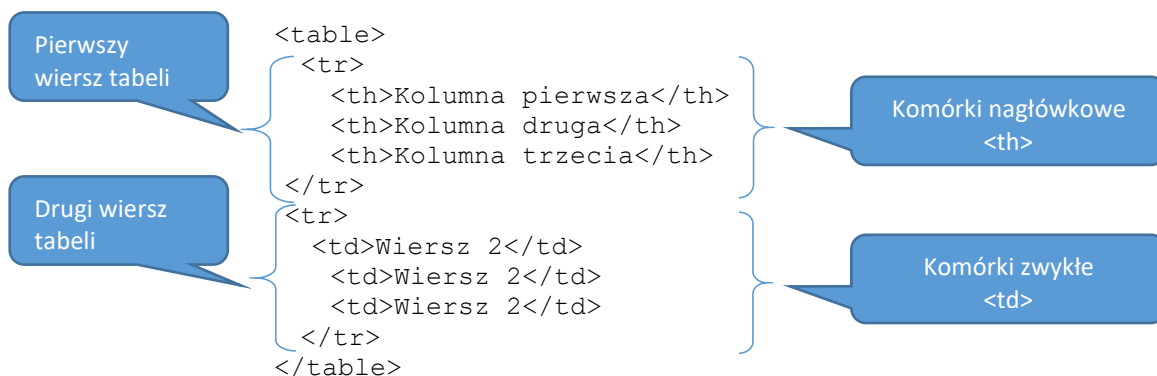 Pierwszy
wiersz tabeli
<table>
<tr>
<th>Kolumna pierwsza</th>
<th>Kolumna druga</th>
<th>Kolumna trzecia</th>
</tr>
Komórki nagłówkowe
<th>
Drugi wiersz
tabeli
<tr>
<td>Wiersz 2</td>
<td>Wiersz 2</td>
<td>Wiersz 2</td>
</tr>
</table>
Komórki zwykłe
<td>